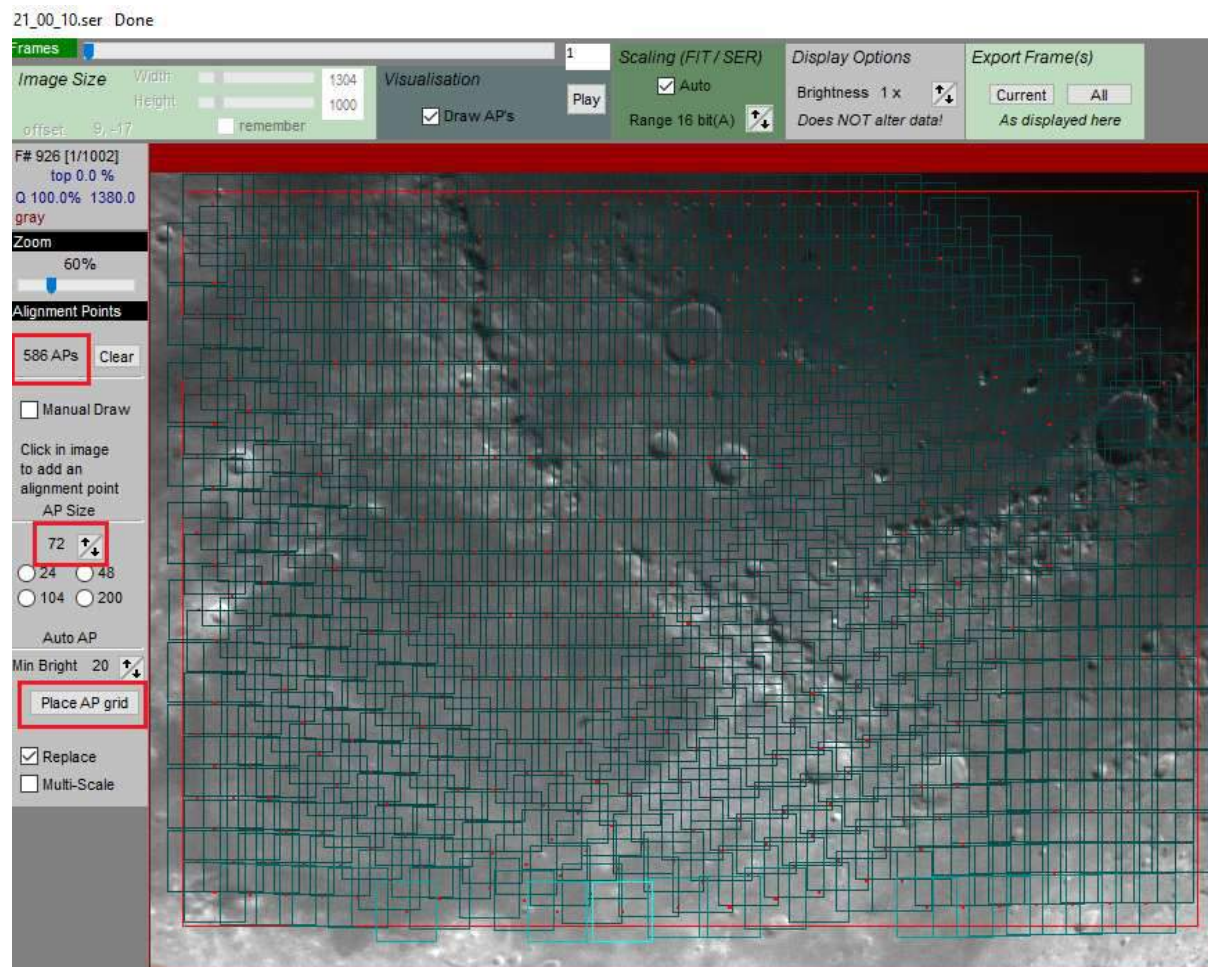 21_00_10.ser Done
Frames
1
Play
Image Size
Width
1304
Height
1000
offset 9, -17
remember
Visualisation
Draw AP's
Scaling (FIT / SER)
Auto
Range 16 bit(A)
Display Options
Brightness 1 x
Does NOT alter data!
Export Frame(s)
Current All
As displayed here
F# 926 [1/1002]
top 0.0 %
Q 100.0% 1380.0
gray
Zoom
60%
Alignment Points
586 APs Clear
Manual Draw
Click in image
to add an
alignment point
AP Size
72
24 48
104 200
Auto AP
Min Bright 20
Place AP grid
Replace
Multi-Scale